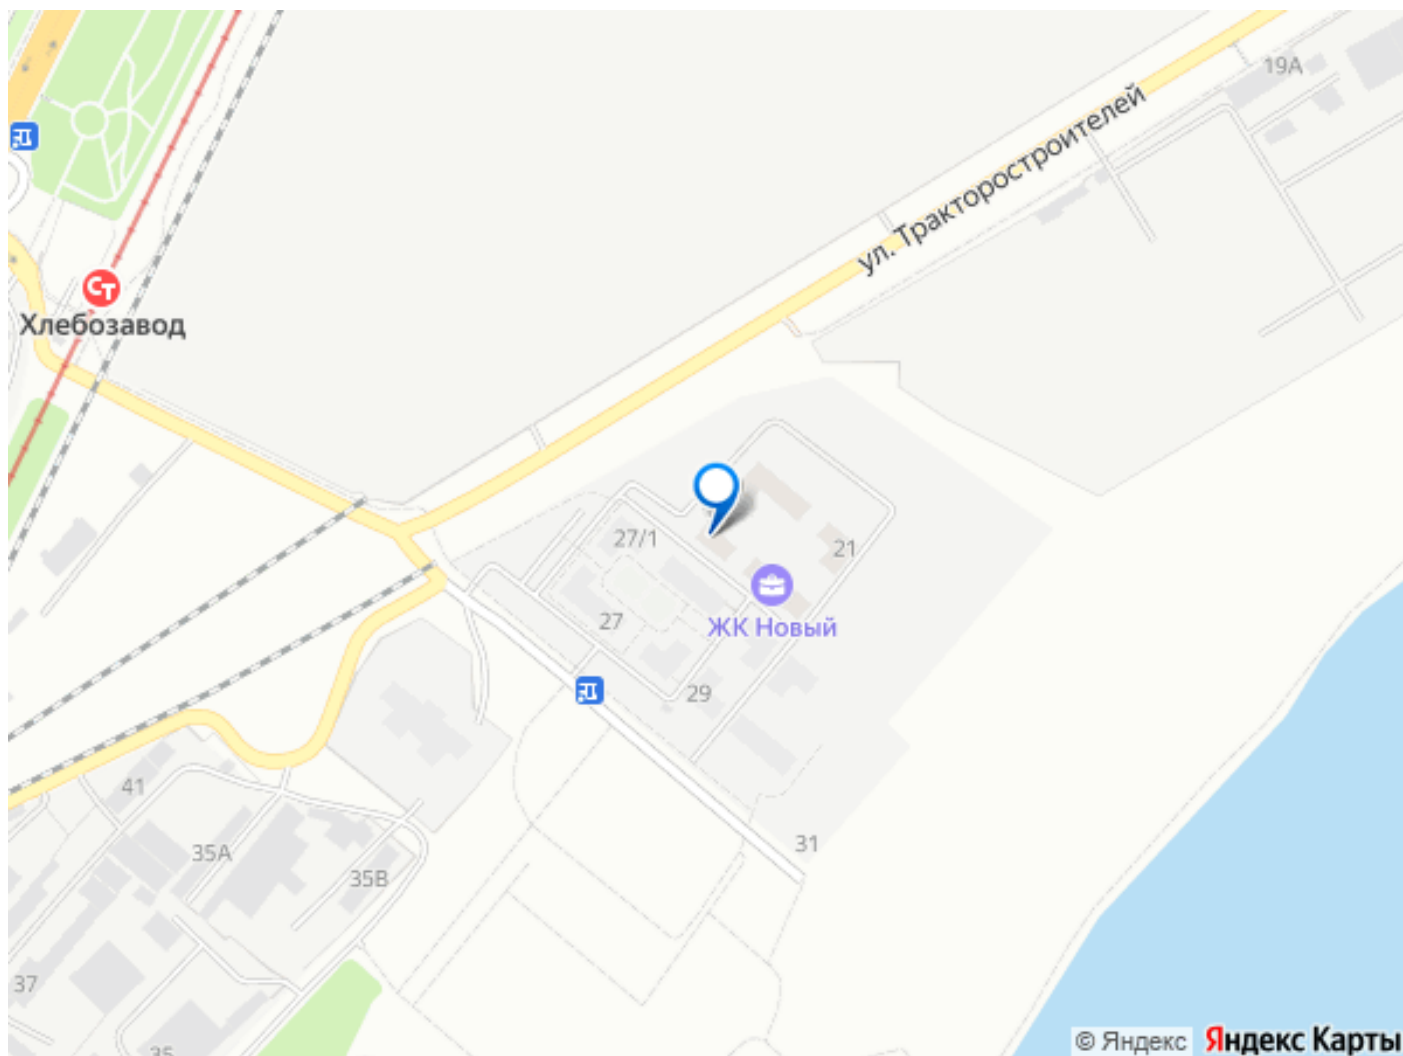 19А
ул. Тракторостроителей
Ст
Хлебозавод
27/1
21
27
ЖК Новый
29
41
31
35А
35В
37
35
© Яндекс Яндекс Карты